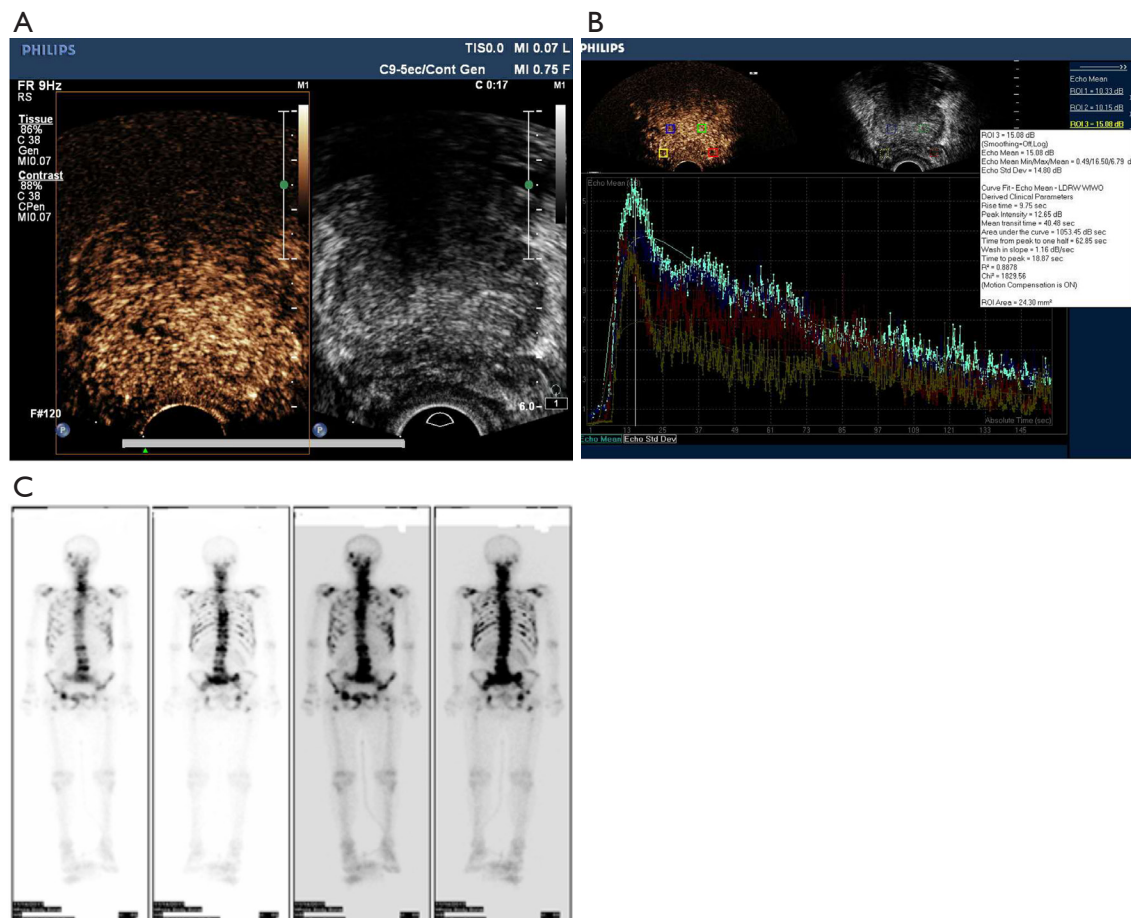 A
PHILIPS
TIS0.0 MI 0.07 L
C9-5ec/Cont Gen MI 0.75 F
FR 9Hz
RS
M1
C 0:17
M1
Tissue
86%
C 38
Gen
MI0.07
Contrast
88%
C 38
CPen
MI0.07
F#120
P
P
6.0
1
B
PHILIPS
Echo Mean
ROI 1 = 10.33 dB
ROI 2 = 10.15 dB
ROI 3 = 15.08 dB
ROI 3 = 15.08 dB
(Smoothing=Off,Log)
Echo Mean = 15.08 dB
Echo Mean Min/Max/Mean = 0.49/16.50/6.79 d
Echo Std Dev = 14.80 dB
Curve Fit - Echo Mean - LDRW WIWO
Derived Clinical Parameters
Rise time = 9.75 sec
Peak Intensity = 12.65 dB
Mean transit time = 40.48 sec
Area under the curve = 1053.45 dB sec
Time from peak to one half = 62.85 sec
Wash in slope = 1.16 dB/sec
Time to peak = 18.87 sec
R² = 0.8878
Chi² = 1829.56
(Motion Compensation is ON)
ROI Area = 24.30 mm²
Echo Mean
1 13 25 37 49 61 73 85 97 109 121 133 145
Absolute Time (sec)
Echo Mean Echo Std Dev
C